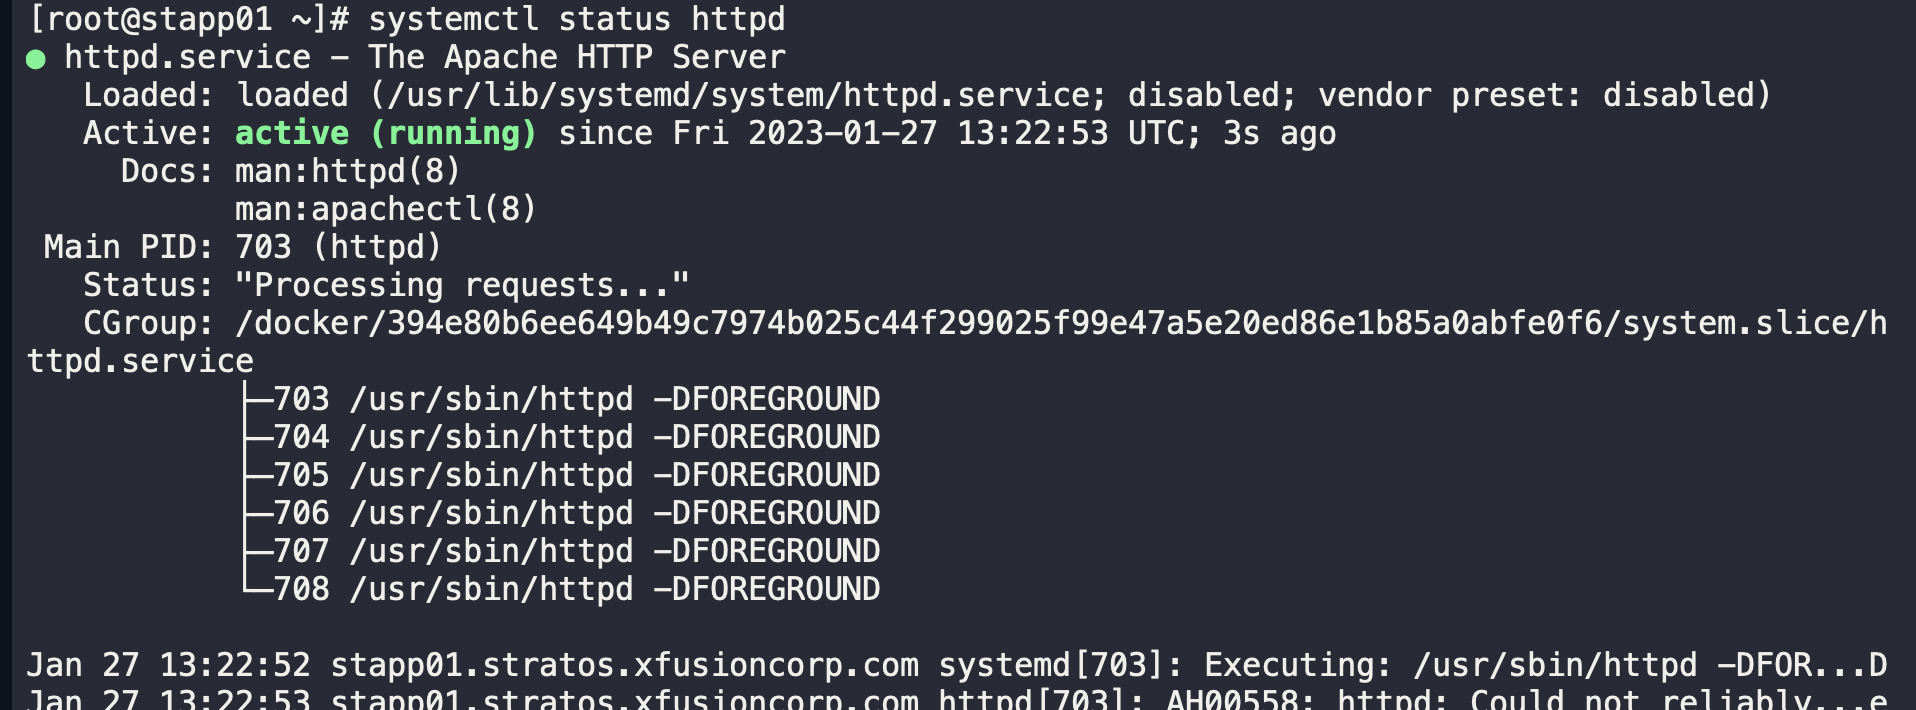 [root@stapp01 ~]# systemctl status httpd
● httpd.service – The Apache HTTP Server
   Loaded: loaded (/usr/lib/systemd/system/httpd.service; disabled; vendor preset: disabled)
   Active: active (running) since Fri 2023-01-27 13:22:53 UTC; 3s ago
     Docs: man:httpd(8)
           man:apachectl(8)
 Main PID: 703 (httpd)
   Status: "Processing requests..."
   CGroup: /docker/394e80b6ee649b49c7974b025c44f299025f99e47a5e20ed86e1b85a0abfe0f6/system.slice/h
ttpd.service
           ├─703 /usr/sbin/httpd -DFOREGROUND
           ├─704 /usr/sbin/httpd -DFOREGROUND
           ├─705 /usr/sbin/httpd -DFOREGROUND
           ├─706 /usr/sbin/httpd -DFOREGROUND
           ├─707 /usr/sbin/httpd -DFOREGROUND
           └─708 /usr/sbin/httpd -DFOREGROUND
Jan 27 13:22:52 stapp01.stratos.xfusioncorp.com systemd[703]: Executing: /usr/sbin/httpd -DFOR...D
Jan 27 13:22:53 stapp01.stratos.xfusioncorp.com httpd[703]: AH00558: httpd: Could not reliably...e